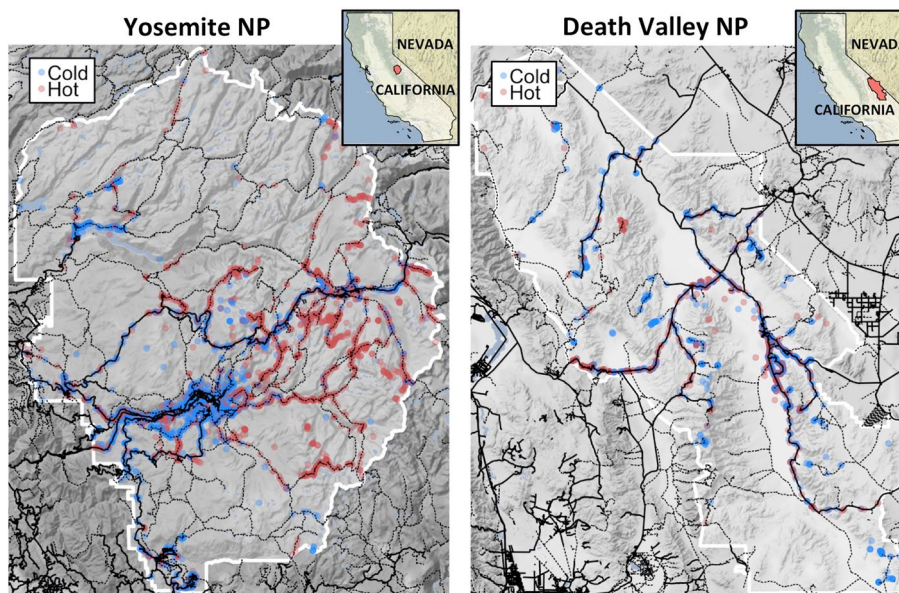 Yosemite NP
Cold
Hot
NEVADA
CALIFORNIA
Death Valley NP
Cold
Hot
NEVADA
CALIFORNIA